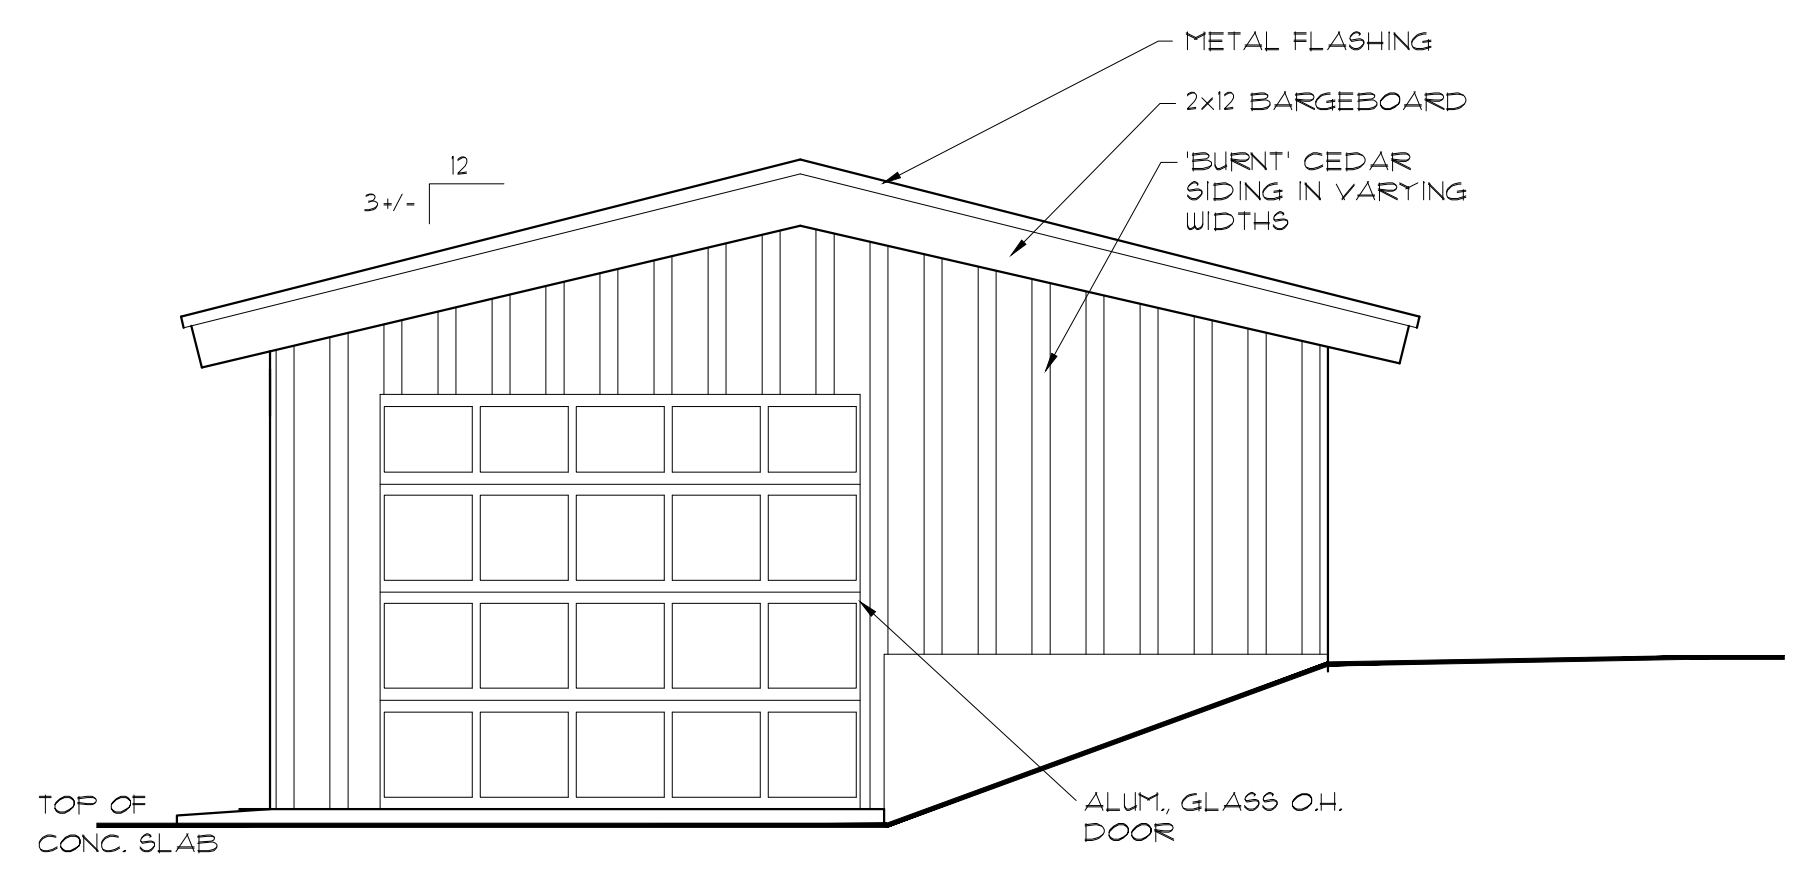 METAL FLASHING
2x12 BARGEBOARD
'BURNT' CEDAR
SIDING IN VARYING
WIDTHS
12
3+/-
TOP OF
CONC. SLAB
ALUM., GLASS O.H.
DOOR